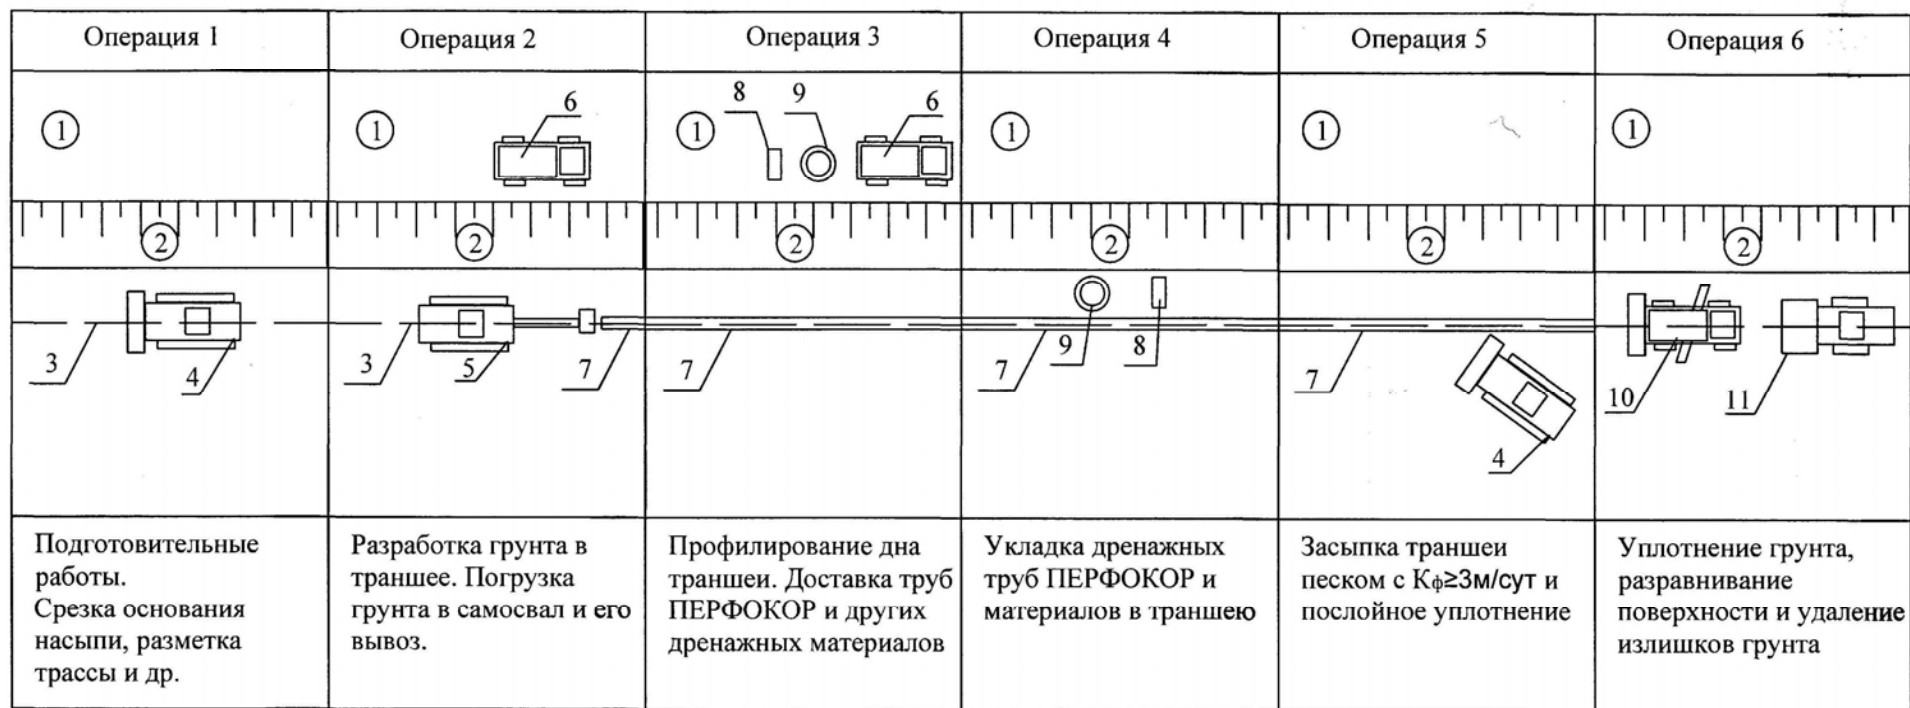 Операция 1
Операция 2
Операция 3
Операция 4
Операция 5
Операция 6
1
1
6
1
8
9
6
1
1
1
2
2
2
2
2
2
3
4
3
5
7
7
7
9
8
7
4
10
11
Подготовительные
работы.
Срезка основания
насыпи, разметка
трассы и др.
Разработка грунта в
траншее. Погрузка
грунта в самосвал и его
вывоз.
Профилирование дна
траншеи. Доставка труб
ПЕРФОКОР и других
дренажных материалов
Укладка дренажных
труб ПЕРФОКОР и
материалов в траншею
Засыпка траншеи
песком с Кф≥3м/сут и
послойное уплотнение
Уплотнение грунта,
разравнивание
поверхности и удаление
излишков грунта